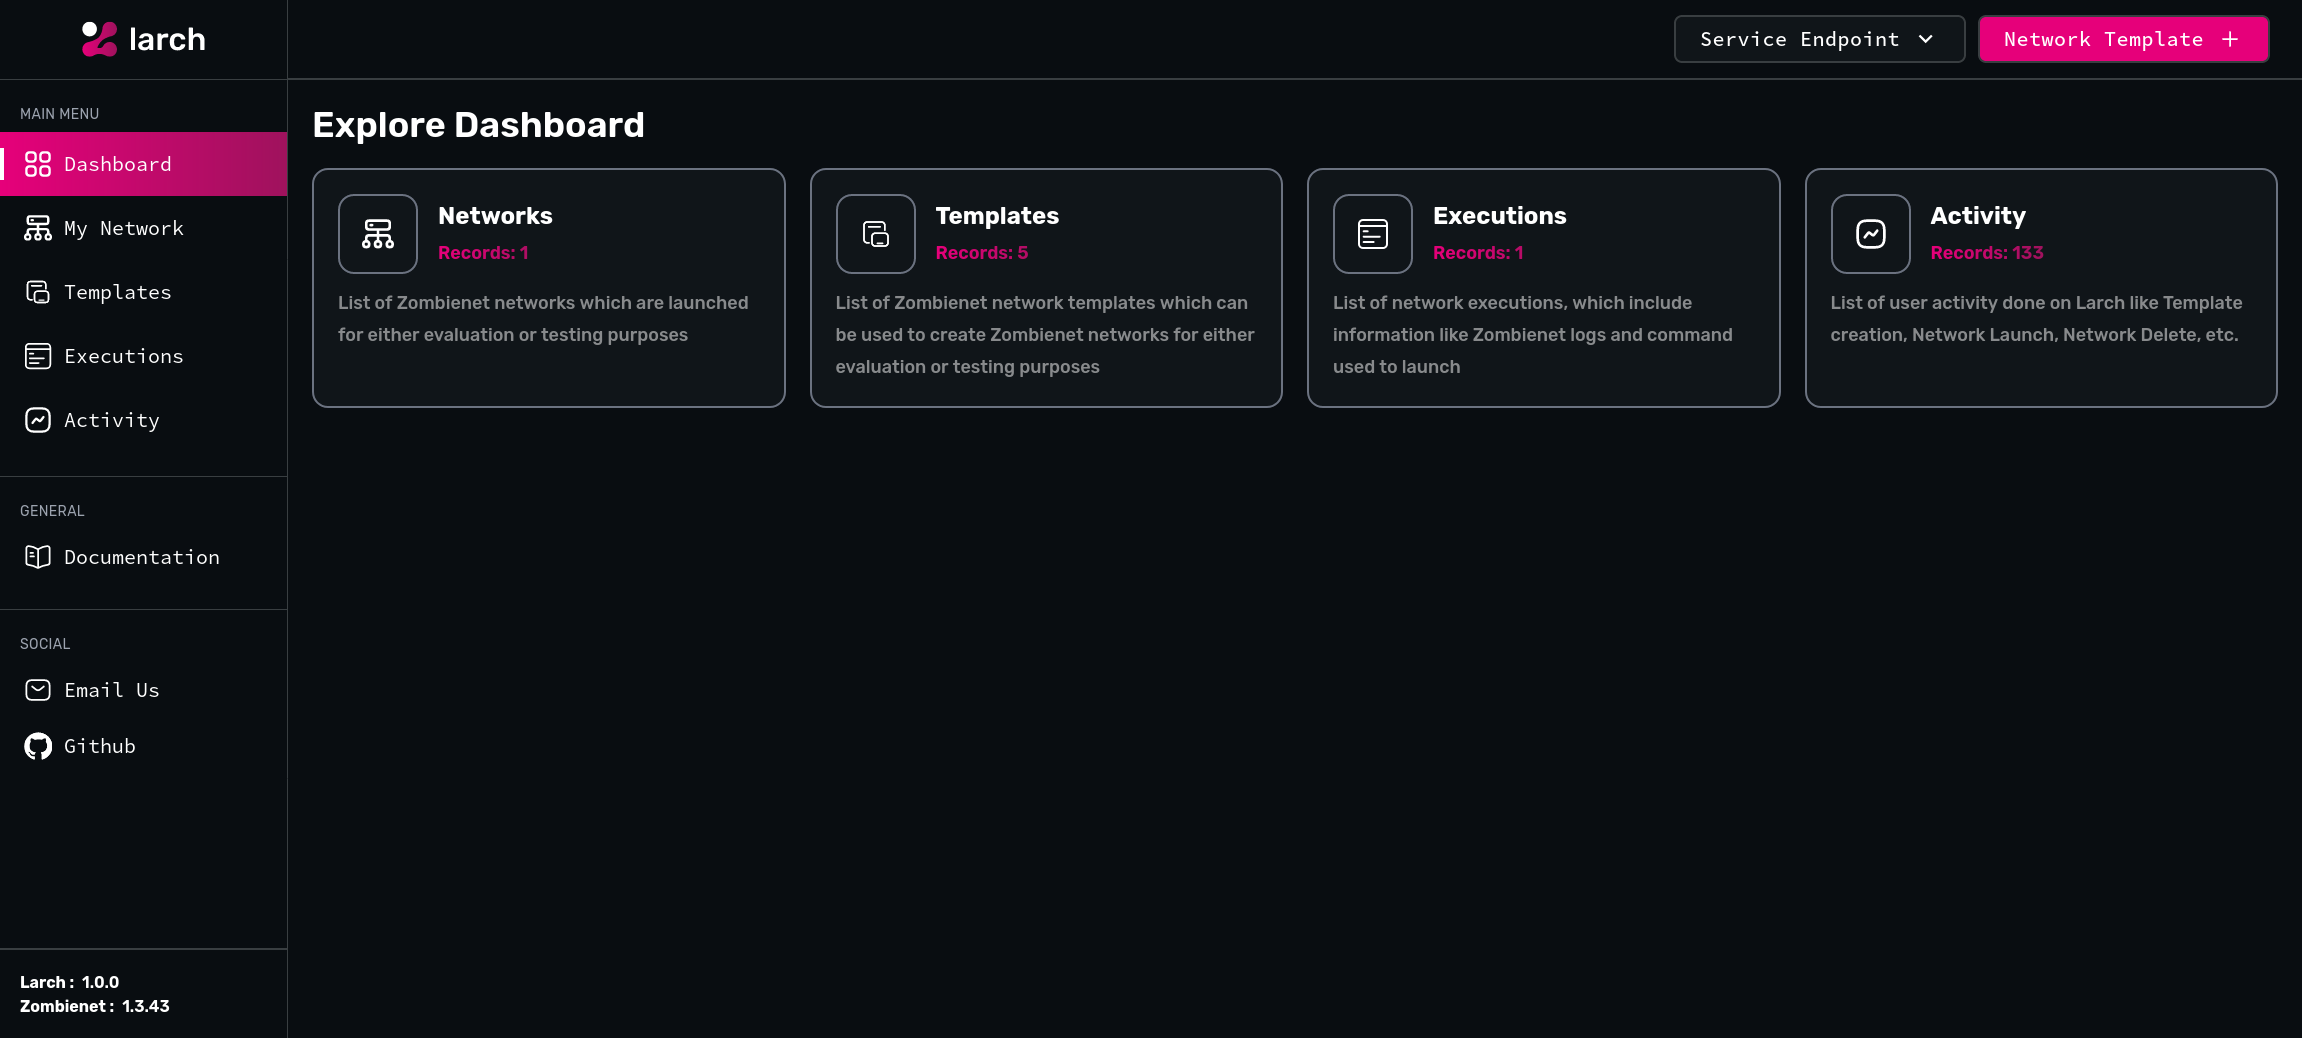 larch
Service Endpoint
Network Template
MAIN MENU
Dashboard
My Network
Templates
Executions
Activity
GENERAL
Documentation
SOCIAL
Email Us
Github
Larch : 1.0.0
Zombienet : 1.3.43
Explore Dashboard
Networks
Records: 1
List of Zombienet networks which are launched
for either evaluation or testing purposes
Templates
Records: 5
List of Zombienet network templates which can
be used to create Zombienet networks for either
evaluation or testing purposes
Executions
Records: 1
List of network executions, which include
information like Zombienet logs and command
used to launch
Activity
Records: 133
List of user activity done on Larch like Template
creation, Network Launch, Network Delete, etc.